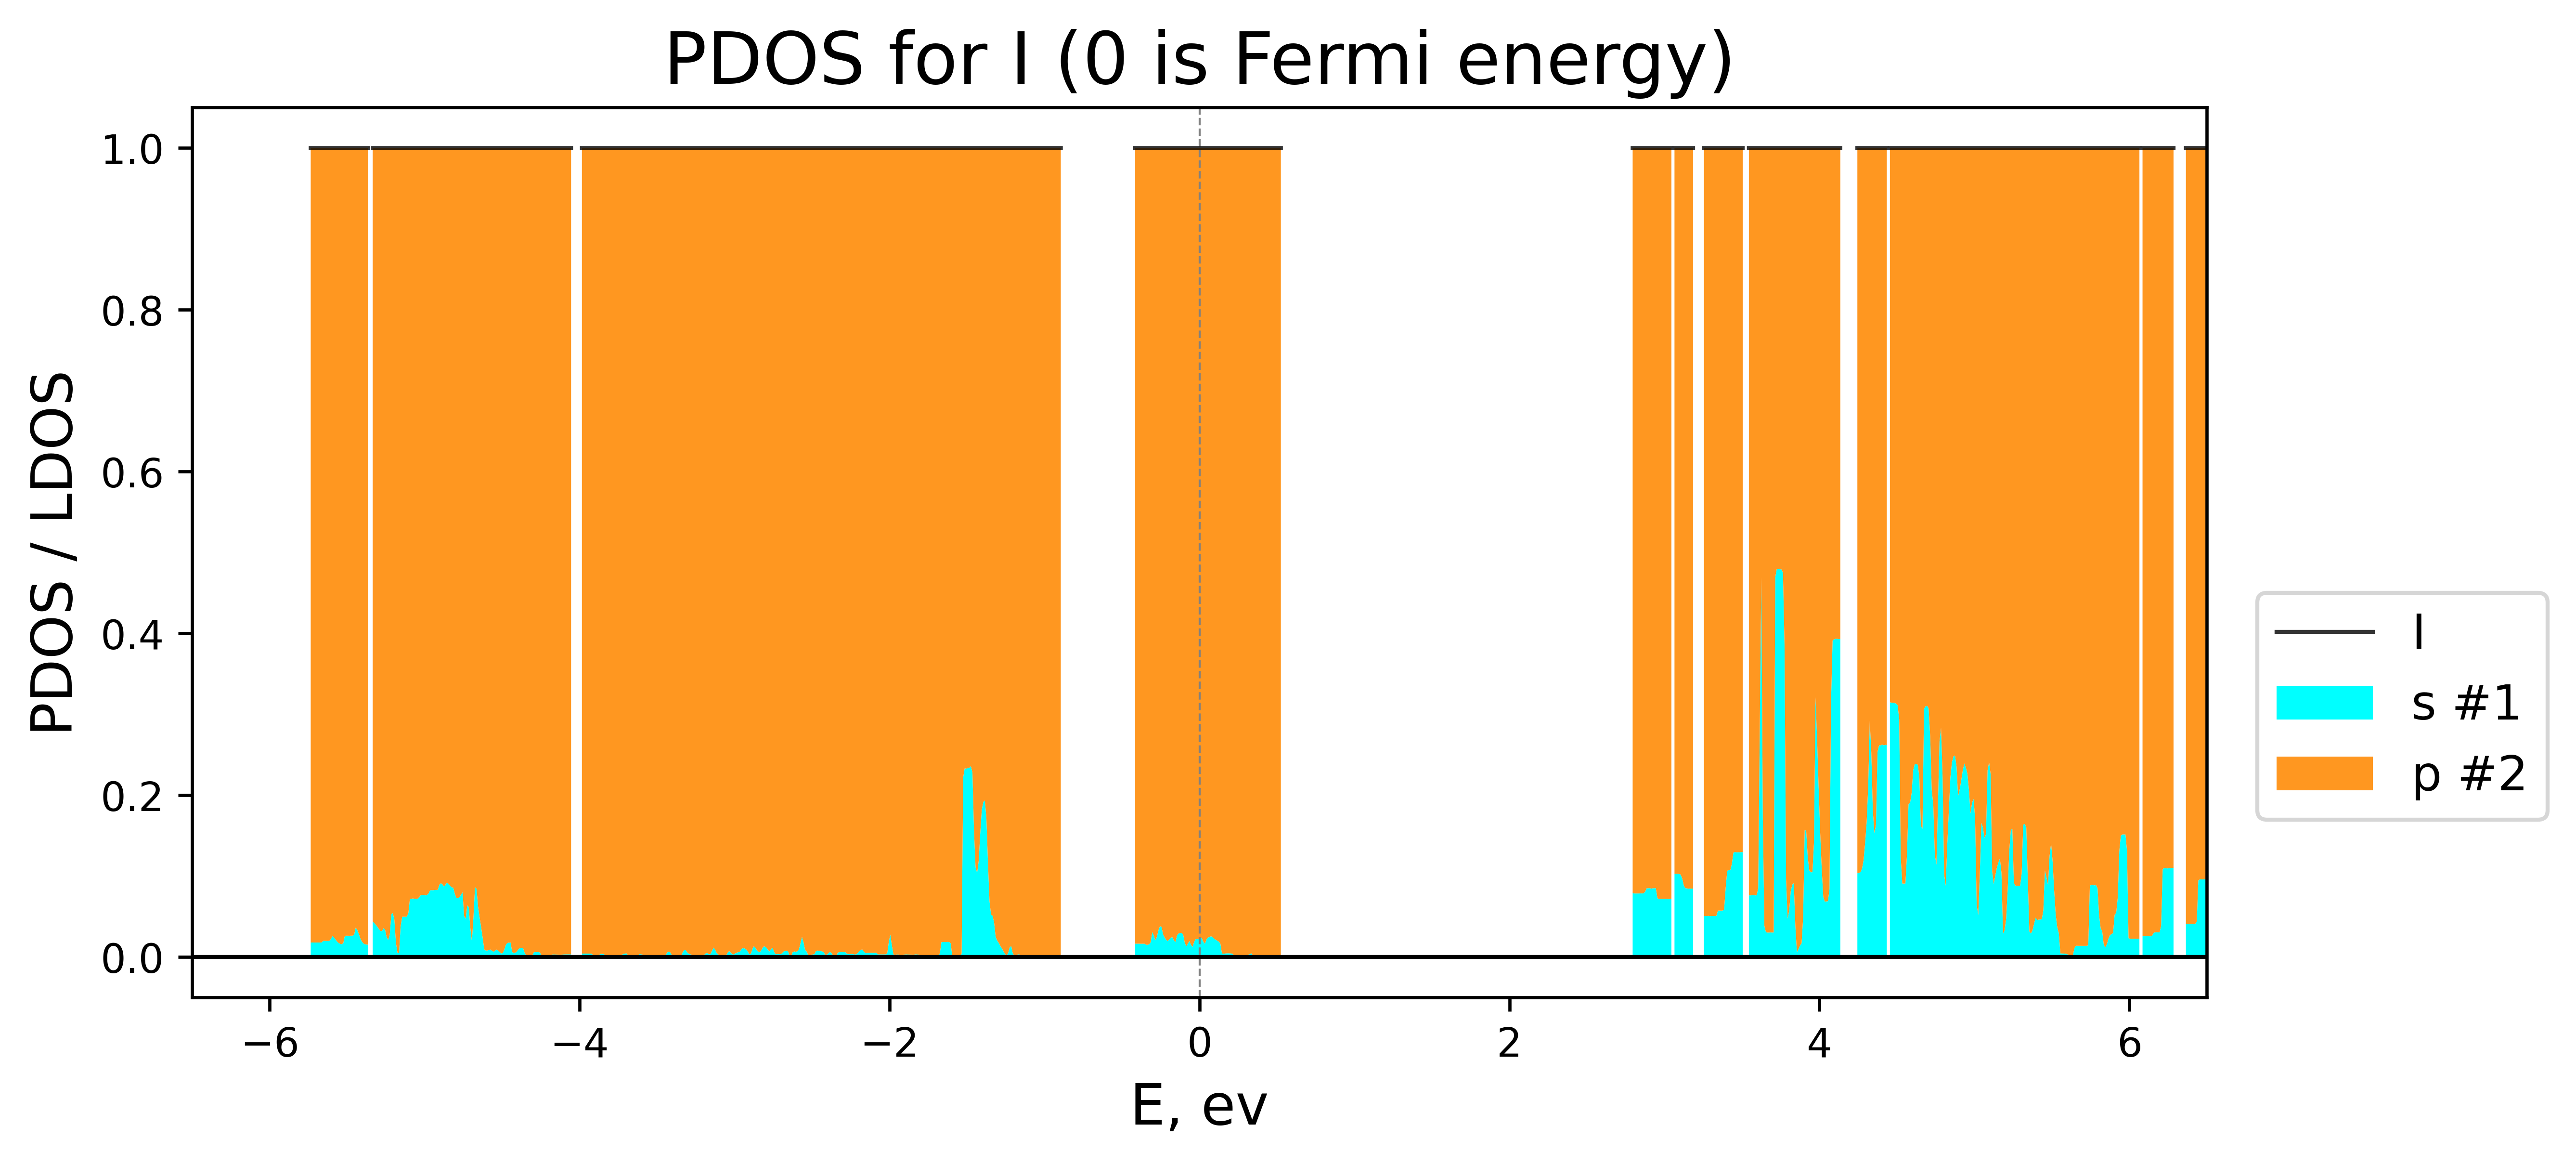 PDOS for I (0 is Fermi energy)
PDOS / LDOS
1.0
0.8
0.6
0.4
0.2
0.0
−6
−4
−2
0
2
4
6
E, ev
I
s #1
p #2